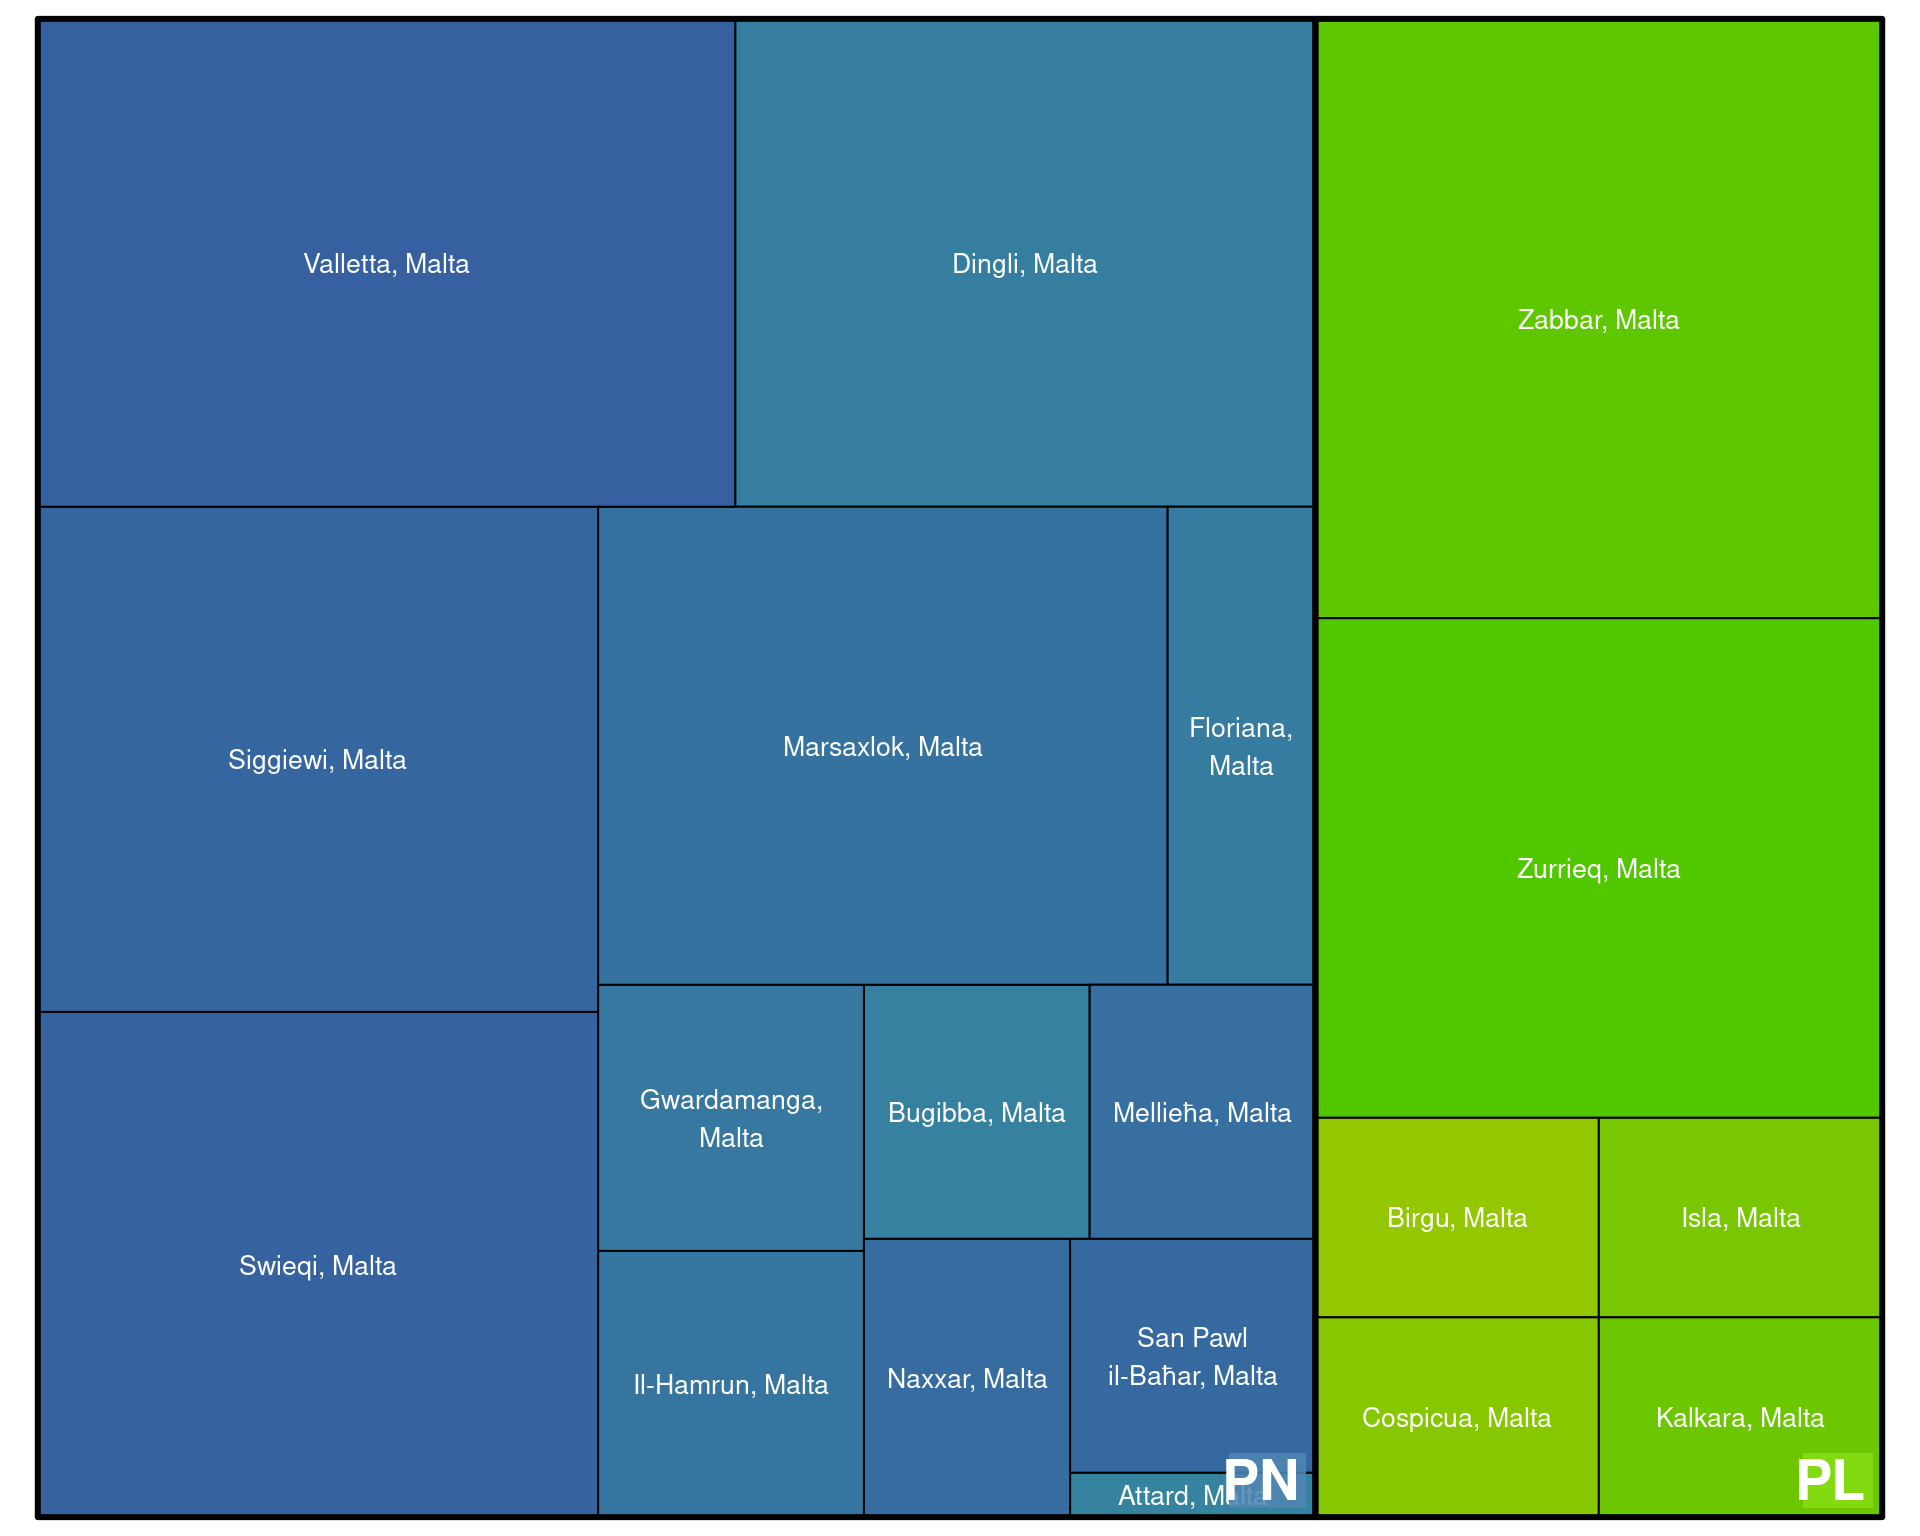 Valletta, Malta
Dingli, Malta
Zabbar, Malta
Siggiewi, Malta
Marsaxlok, Malta
Floriana,
Malta
Zurrieq, Malta
Gwardamanga,
Malta
Bugibba, Malta
Mellieħa, Malta
Birgu, Malta
Isla, Malta
Swieqi, Malta
Il-Hamrun, Malta
Naxxar, Malta
San Pawl
il-Baħar, Malta
Cospicua, Malta
Kalkara, Malta
Attard, Malta
PN
PL